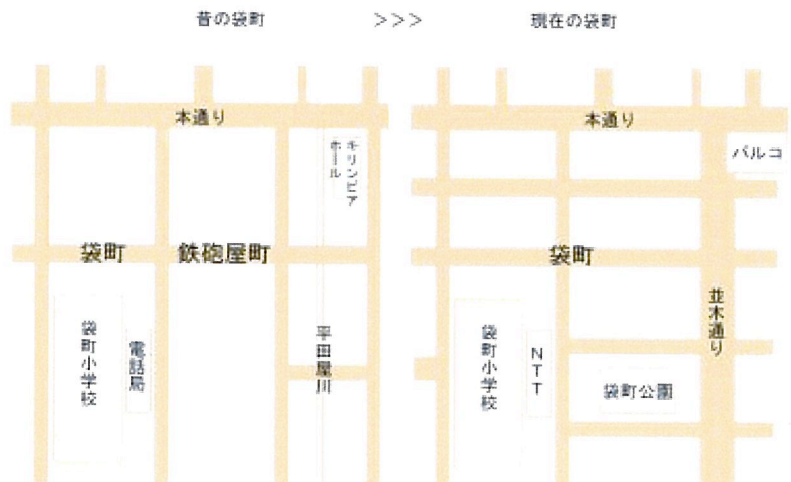 昔の袋町
>>>
現在の袋町
本通り
キリンビア
ホール
袋町
鉄砲屋町
袋町小学校
電話局
平田屋川
本通り
パルコ
袋町
並木通り
袋町小学校
NTT
袋町公園